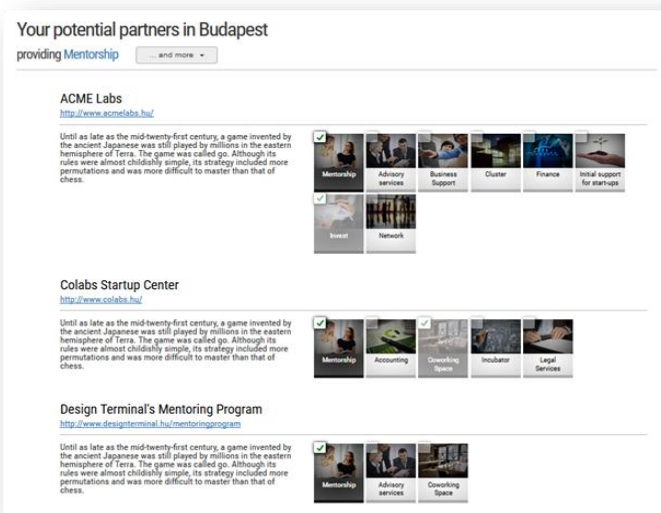 Your potential partners in Budapest
providing Mentorship
... and more
ACME Labs
http://www.acmelabs.hu/
Until as late as the mid-twenty-first century, a game invented by
the ancient Japanese was still played by millions in the eastern
hemisphere of Terra. The game was called go. Although its
rules were almost childishly simple, its strategy included more
permutations and was more difficult to master than that of
chess.
Mentorship
Advisory
services
Business
Support
Cluster
Finance
Initial support
for start-ups
Invest
Network
Colabs Startup Center
http://www.colabs.hu/
Until as late as the mid-twenty-first century, a game invented by
the ancient Japanese was still played by millions in the eastern
hemisphere of Terra. The game was called go. Although its
rules were almost childishly simple, its strategy included more
permutations and was more difficult to master than that of
chess.
Mentorship
Accounting
Coworking
Space
Incubator
Legal
Services
Design Terminal's Mentoring Program
http://www.designterminal.hu/mentoringprogram
Until as late as the mid-twenty-first century, a game invented by
the ancient Japanese was still played by millions in the eastern
hemisphere of Terra. The game was called go. Although its
rules were almost childishly simple, its strategy included more
permutations and was more difficult to master than that of
chess.
Mentorship
Advisory
services
Coworking
Space